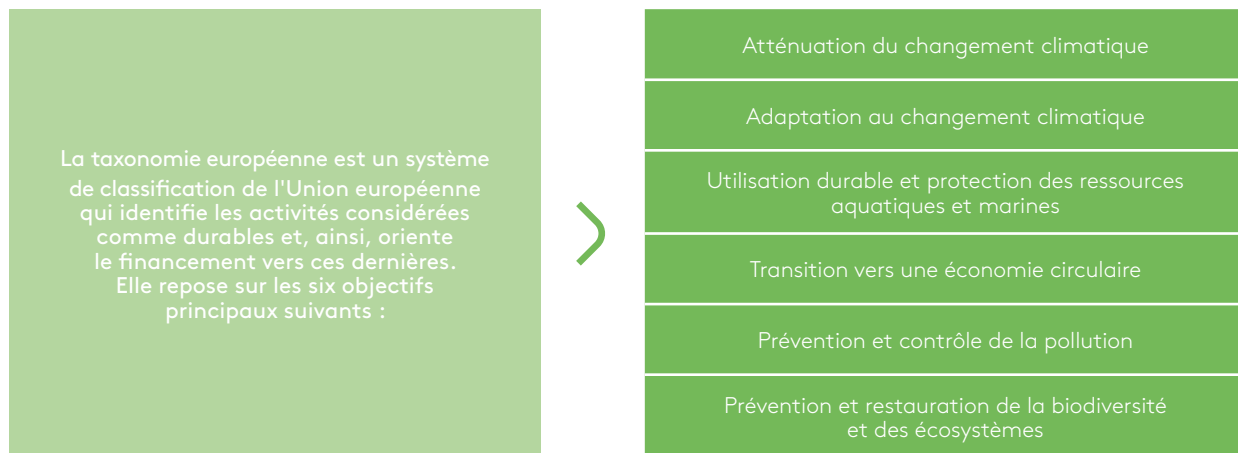 La taxonomie européenne est un système
de classification de l'Union européenne
qui identifie les activités considérées
comme durables et, ainsi, oriente
le financement vers ces dernières.
Elle repose sur les six objectifs
principaux suivants :
Atténuation du changement climatique
Adaptation au changement climatique
Utilisation durable et protection des ressources
aquatiques et marines
Transition vers une économie circulaire
Prévention et contrôle de la pollution
Prévention et restauration de la biodiversité
et des écosystèmes